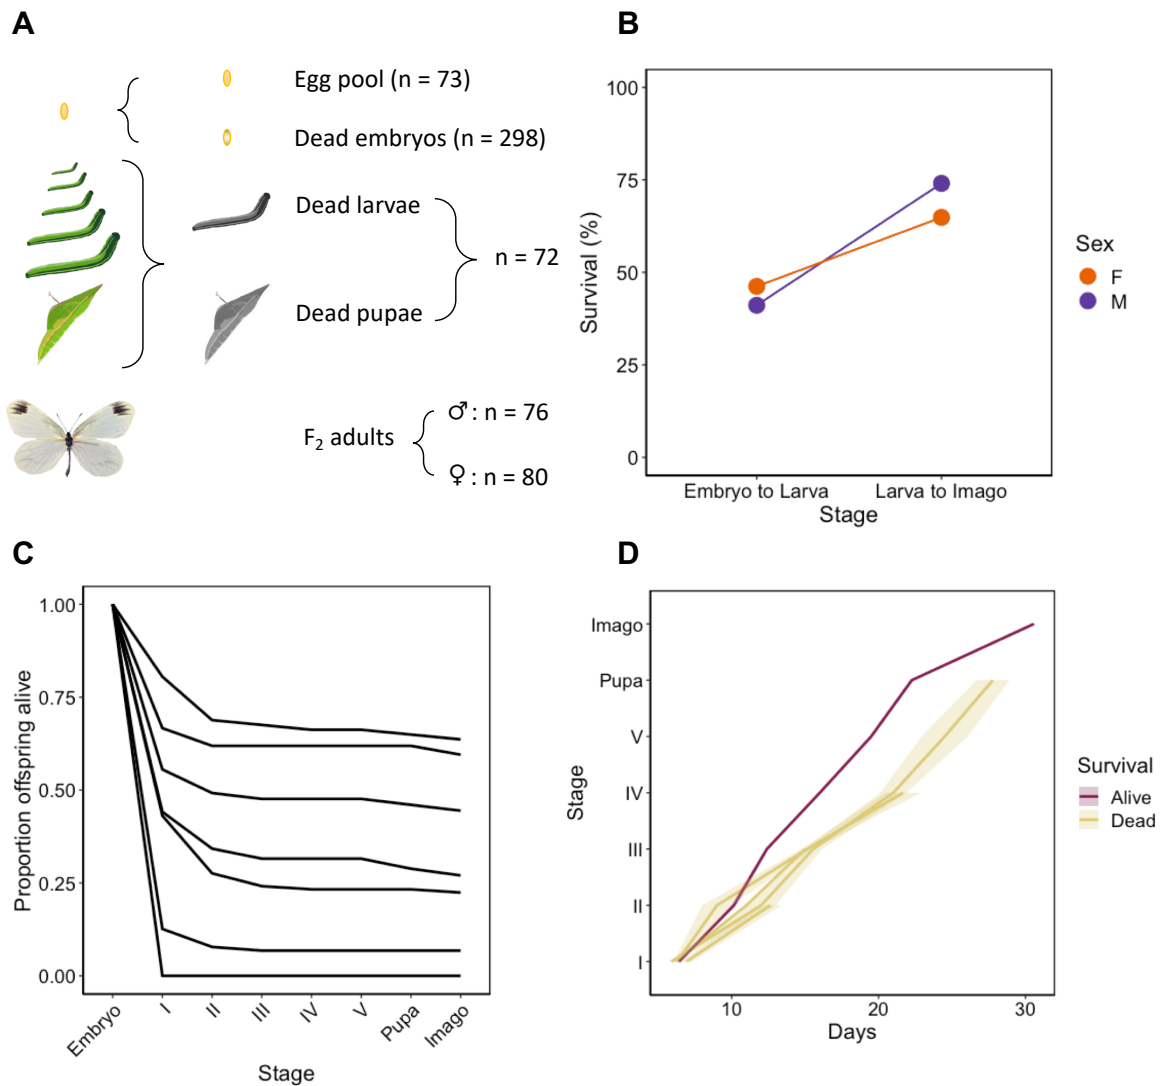 A
Egg pool (n = 73)
Dead embryos (n = 298)
Dead larvae
n = 72
Dead pupae
♂: n = 76
F₂ adults
♀: n = 80
B
100
75
50
25
0
Survival (%)
Embryo to Larva
Larva to Imago
Stage
Sex
F
M
C
1.00
0.75
0.50
0.25
0.00
Proportion offspring alive
Embryo
I
II
III
IV
V
Pupa
Imago
Stage
D
Imago
Pupa
V
IV
III
II
I
Stage
10
20
30
Days
Survival
Alive
Dead